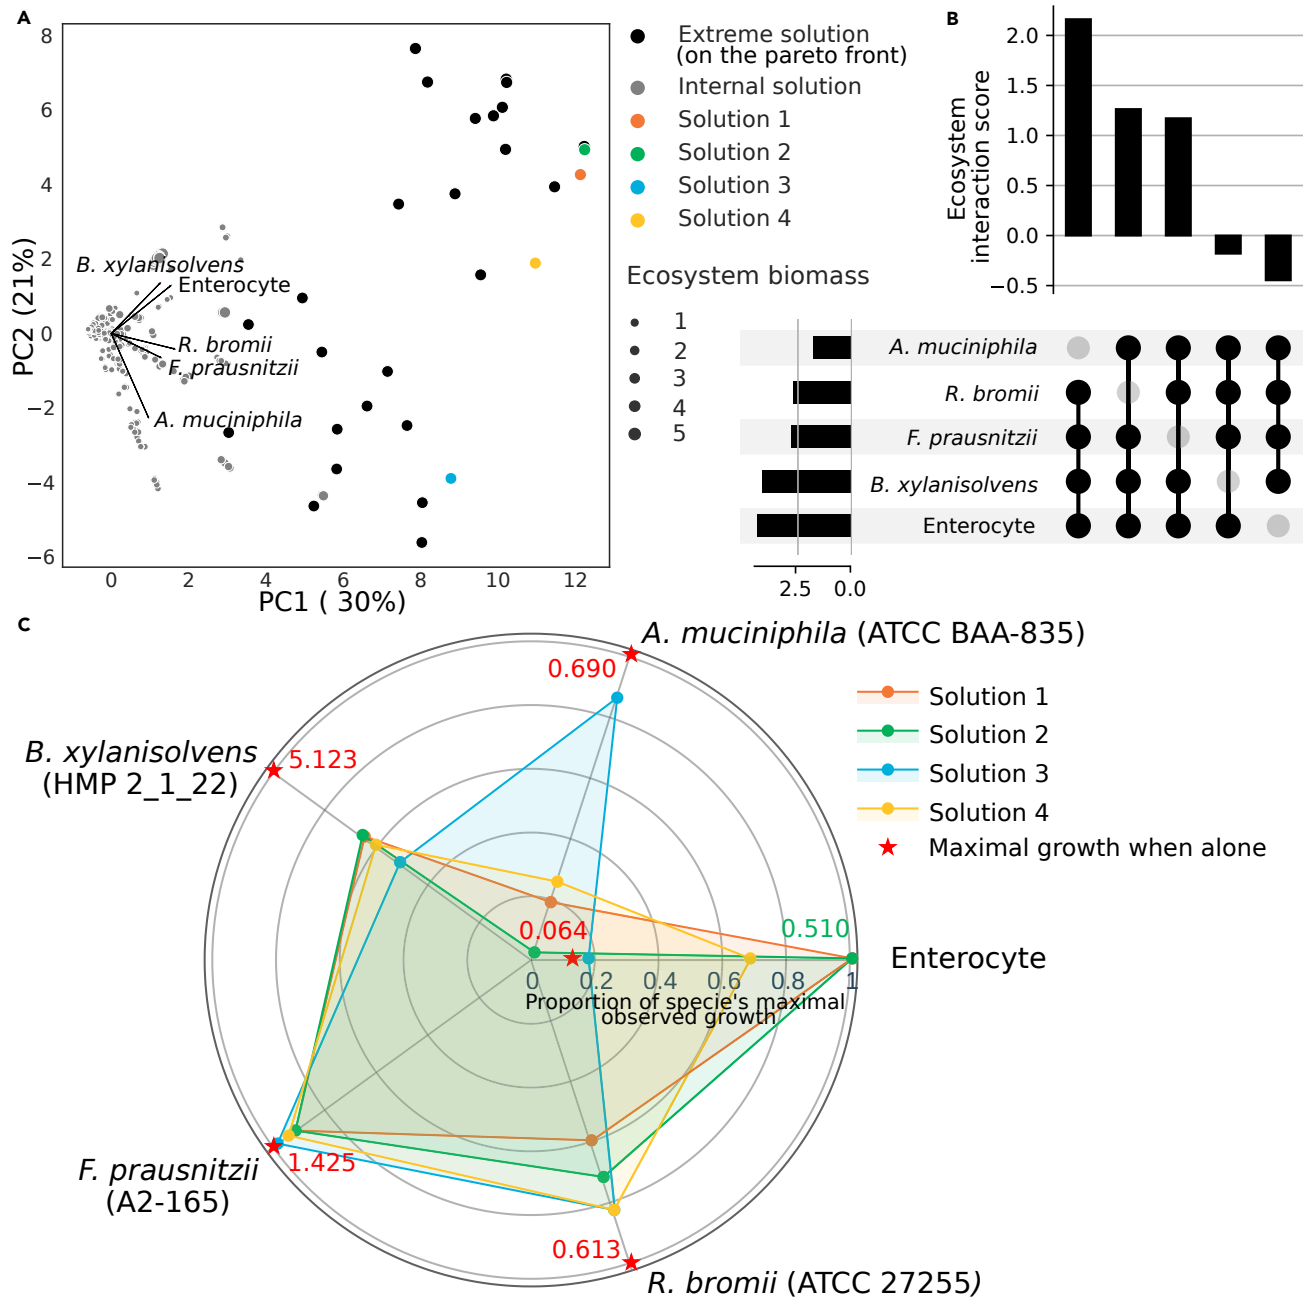 A
8
6
4
2
0
−2
−4
−6
PC2 (21%)
0
2
4
6
8
10
12
PC1 ( 30%)
B. xylanisolvens
Enterocyte
R. bromii
F. prausnitzii
A. muciniphila
Extreme solution
(on the pareto front)
Internal solution
Solution 1
Solution 2
Solution 3
Solution 4
Ecosystem biomass
1
2
3
4
5
B
Ecosystem
interaction score
2.0
1.5
1.0
0.5
0.0
−0.5
A. muciniphila
R. bromii
F. prausnitzii
B. xylanisolvens
Enterocyte
2.5
0.0
C
A. muciniphila (ATCC BAA-835)
0.690
B. xylanisolvens
(HMP 2_1_22)
5.123
Solution 1
Solution 2
Solution 3
Solution 4
Maximal growth when alone
0.064
0.510
Enterocyte
0
0.2
0.4
0.6
0.8
1
Proportion of specie's maximal
observed growth
F. prausnitzii
(A2-165)
1.425
0.613
R. bromii (ATCC 27255)